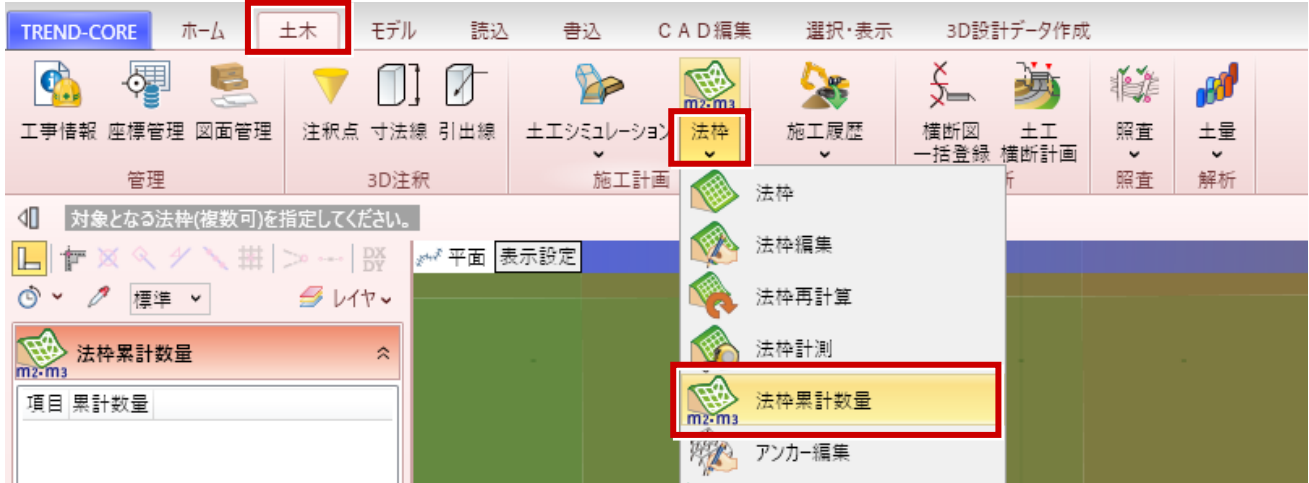 TREND-CORE ホーム 土木 モデル 読込 書込 ＣＡＤ編集 選択・表示 3D設計データ作成
工事情報 座標管理 図面管理 注釈点 寸法線 引出線 土工シミュレーション 法枠 施工履歴 横断図 一括登録 土工 横断計画 照査 土量
m2・m3
管理 3D注釈 施工計画 照査 解析
対象となる法枠(複数可)を指定してください。
DX
DY
平面 表示設定
標準 レイヤ
法枠累計数量
m2・m3
項目 累計数量
法枠
法枠編集
法枠再計算
法枠計測
法枠累計数量
m2・m3
アンカー編集